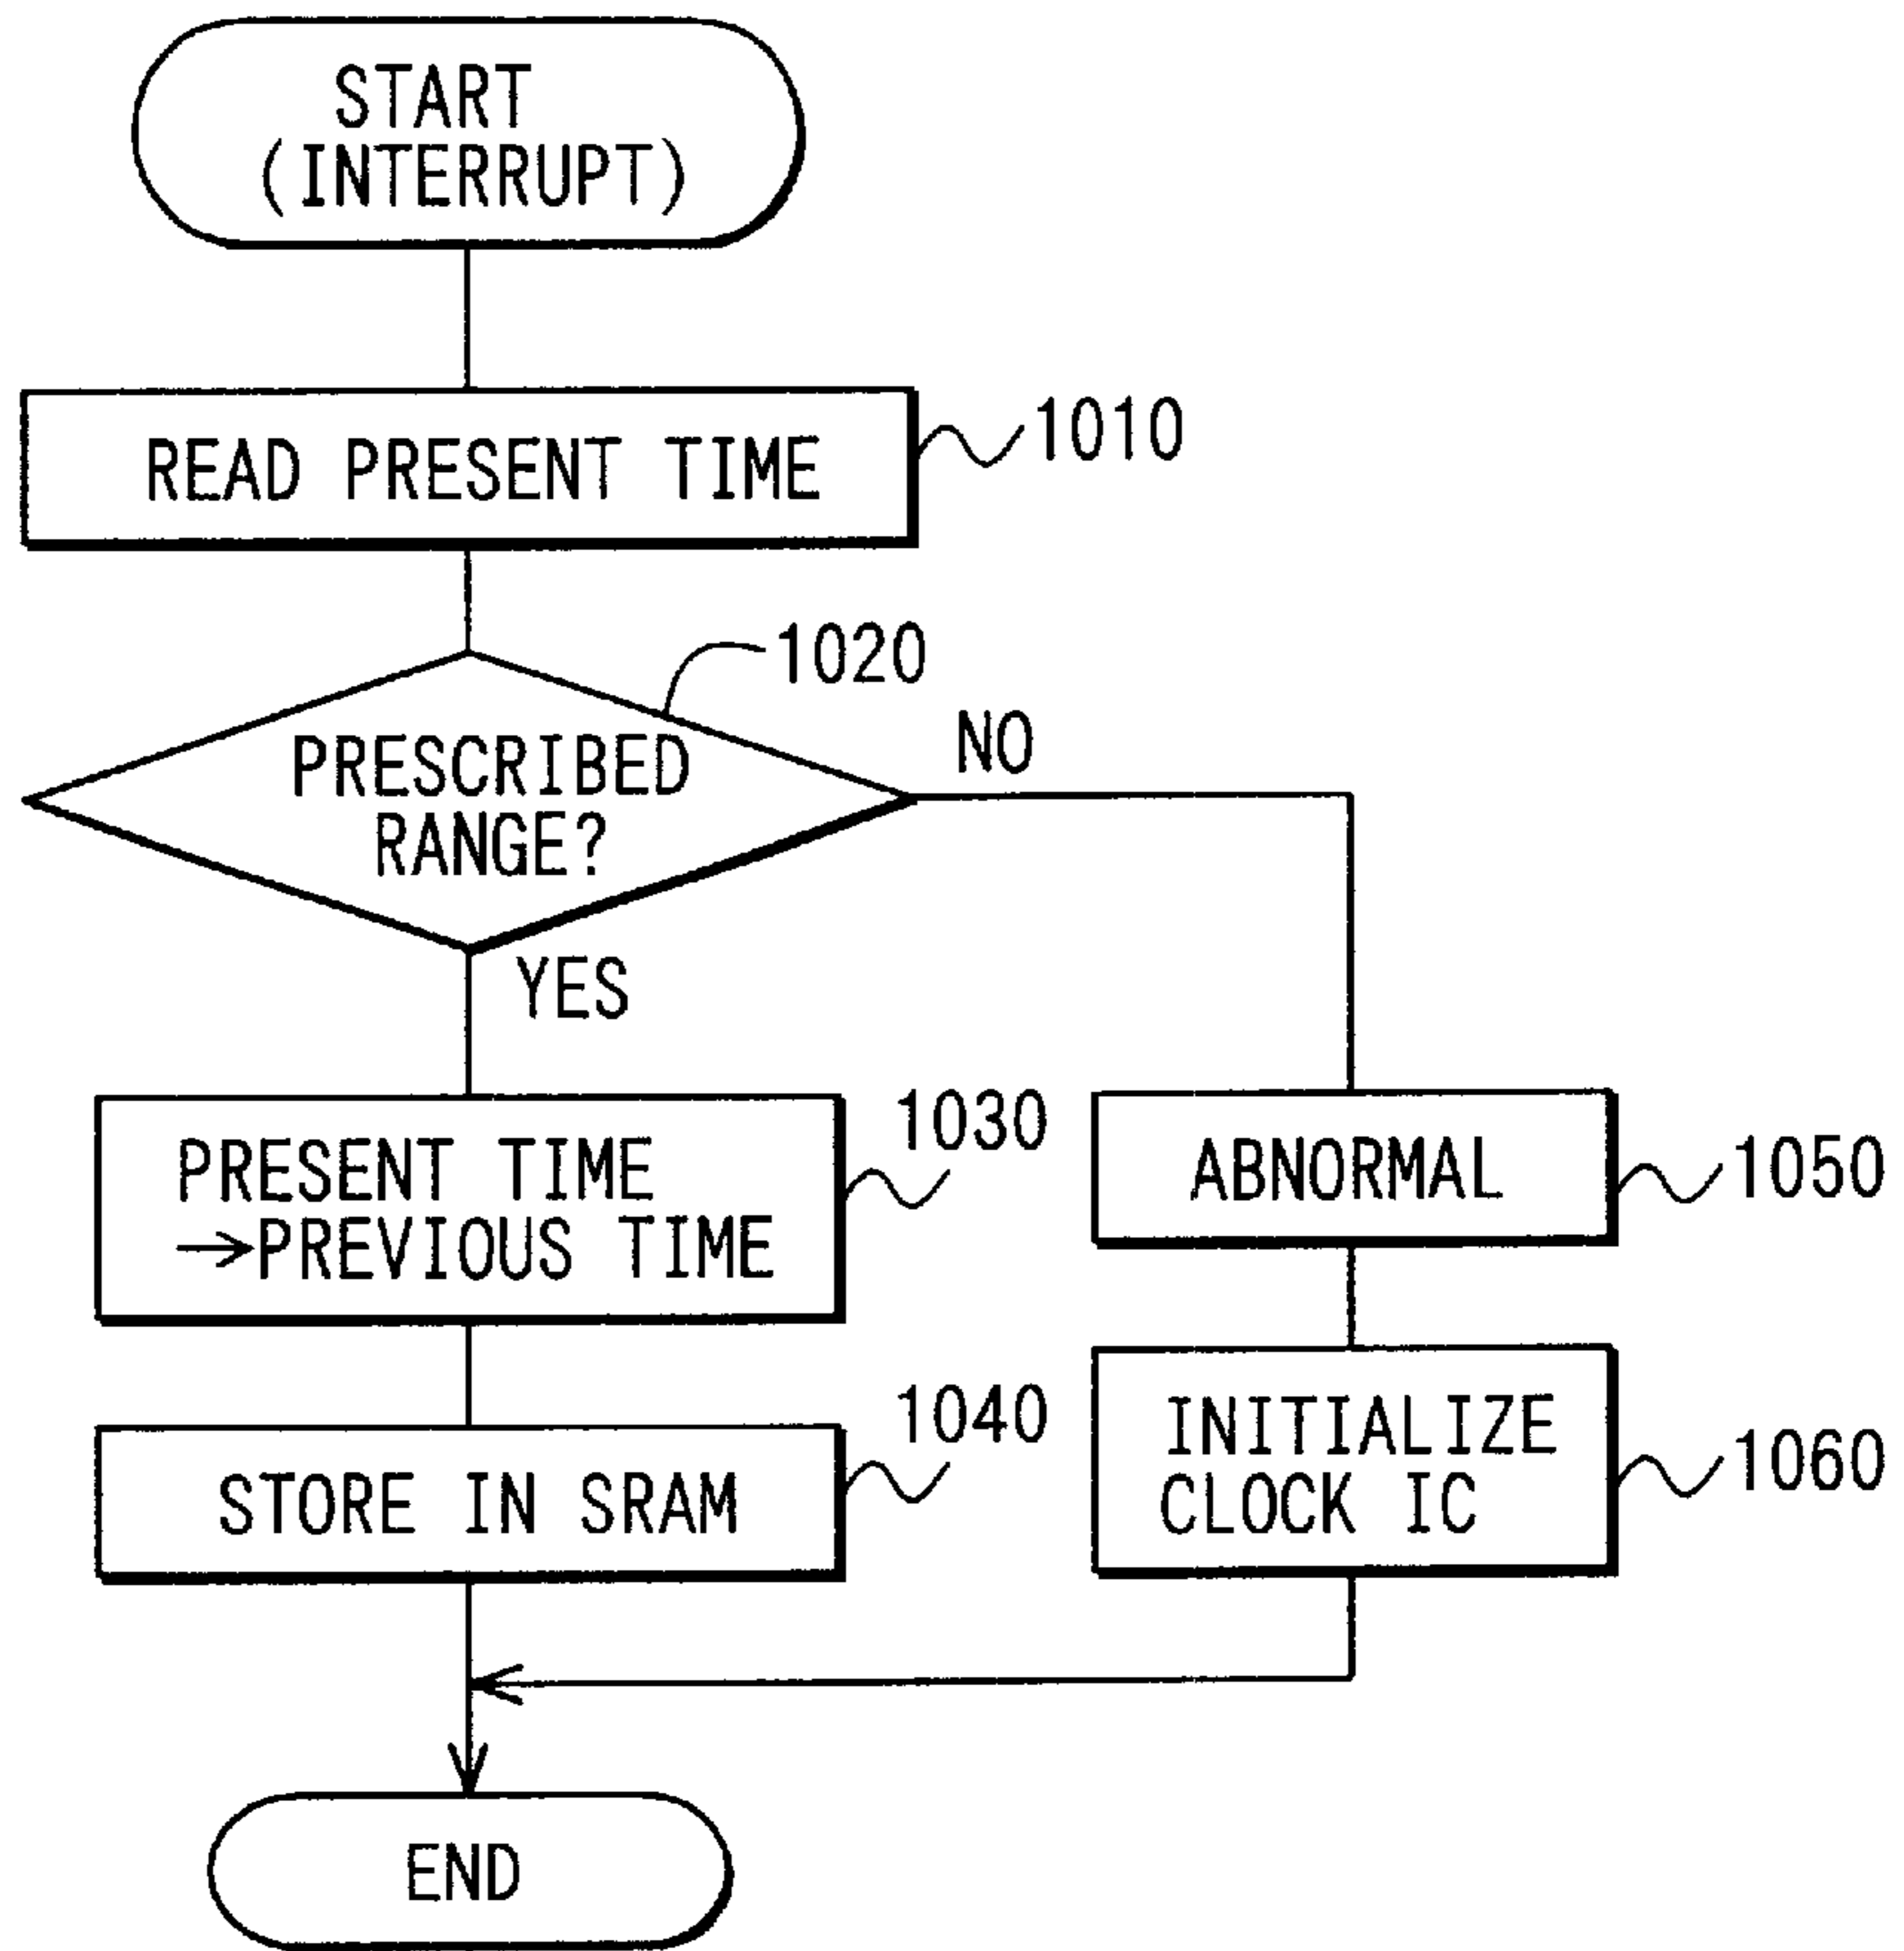 START
(INTERRUPT)
READ PRESENT TIME
1010
1020
PRESCRIBED
RANGE?
NO
YES
PRESENT TIME
→PREVIOUS TIME
1030
STORE IN SRAM
1040
ABNORMAL
1050
INITIALIZE
CLOCK IC
1060
END